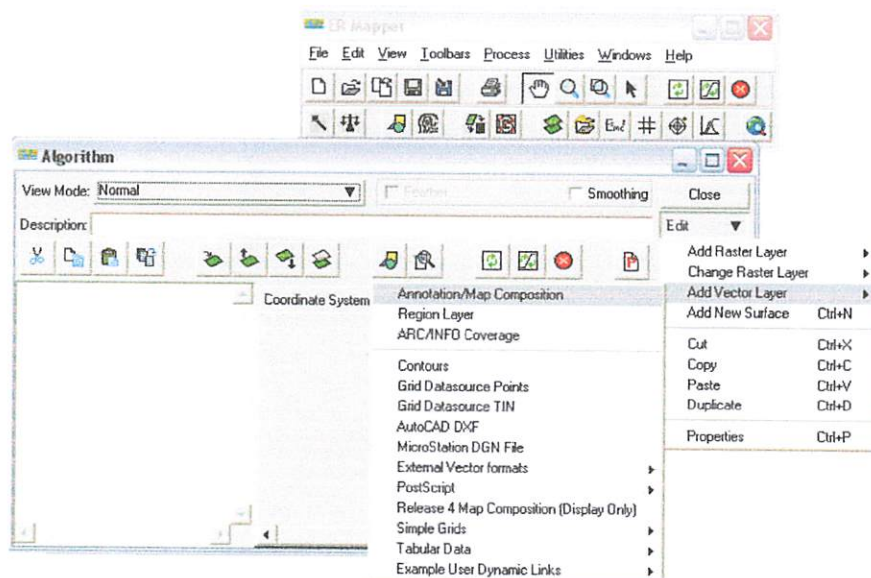 ER Mapper
File Edit View Toolbars Process Utilities Windows Help
Algorithm
View Mode: Normal
Feather
Smoothing
Close
Description:
Edit
Coordinate System
Add Raster Layer
Change Raster Layer
Add Vector Layer
Add New Surface Ctrl+N
Cut Ctrl+X
Copy Ctrl+C
Paste Ctrl+V
Duplicate Ctrl+D
Properties Ctrl+P
Annotation/Map Composition
Region Layer
ARC/INFO Coverage
Contours
Grid Datasource Points
Grid Datasource TIN
AutoCAD DXF
MicroStation DGN File
External Vector formats
PostScript
Release 4 Map Composition (Display Only)
Simple Grids
Tabular Data
Example User Dynamic Links